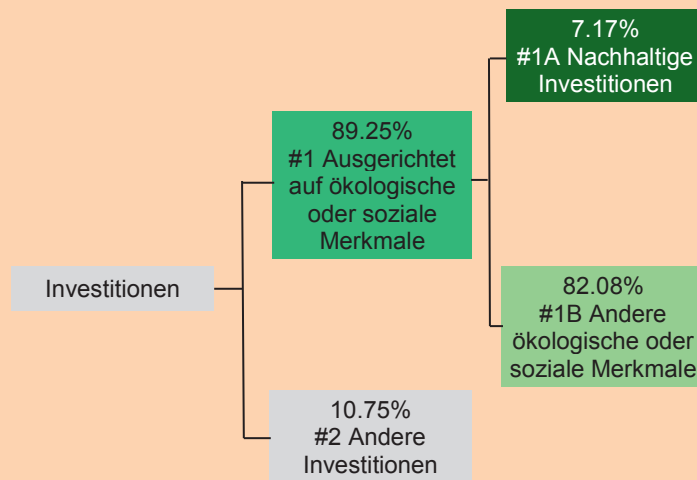 7.17%
#1A Nachhaltige
Investitionen
89.25%
#1 Ausgerichtet
auf ökologische
oder soziale
Merkmale
Investitionen
82.08%
#1B Andere
ökologische oder
soziale Merkmale
10.75%
#2 Andere
Investitionen